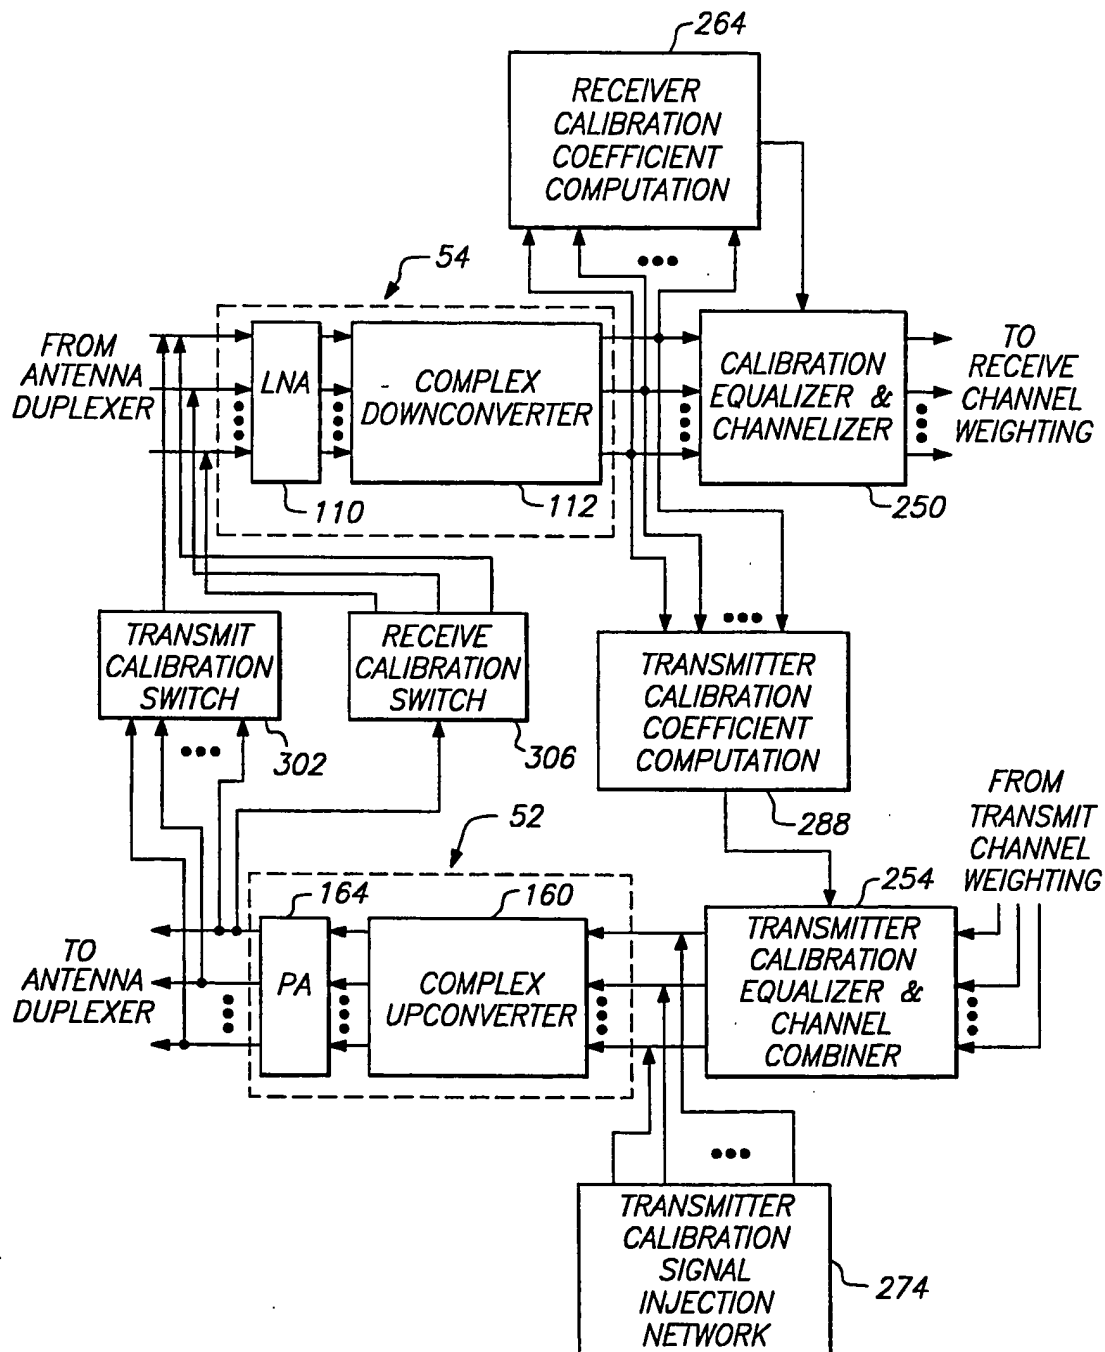 264
RECEIVER
CALIBRATION
COEFFICIENT
COMPUTATION
54
FROM
ANTENNA
DUPLEXER
LNA
COMPLEX
DOWNCONVERTER
CALIBRATION
EQUALIZER &
CHANNELIZER
TO
RECEIVE
CHANNEL
WEIGHTING
110
112
250
TRANSMIT
CALIBRATION
SWITCH
302
RECEIVE
CALIBRATION
SWITCH
306
TRANSMITTER
CALIBRATION
COEFFICIENT
COMPUTATION
288
FROM
TRANSMIT
CHANNEL
WEIGHTING
52
164
160
254
TO
ANTENNA
DUPLEXER
PA
COMPLEX
UPCONVERTER
TRANSMITTER
CALIBRATION
EQUALIZER &
CHANNEL
COMBINER
TRANSMITTER
CALIBRATION
SIGNAL
INJECTION
NETWORK
274